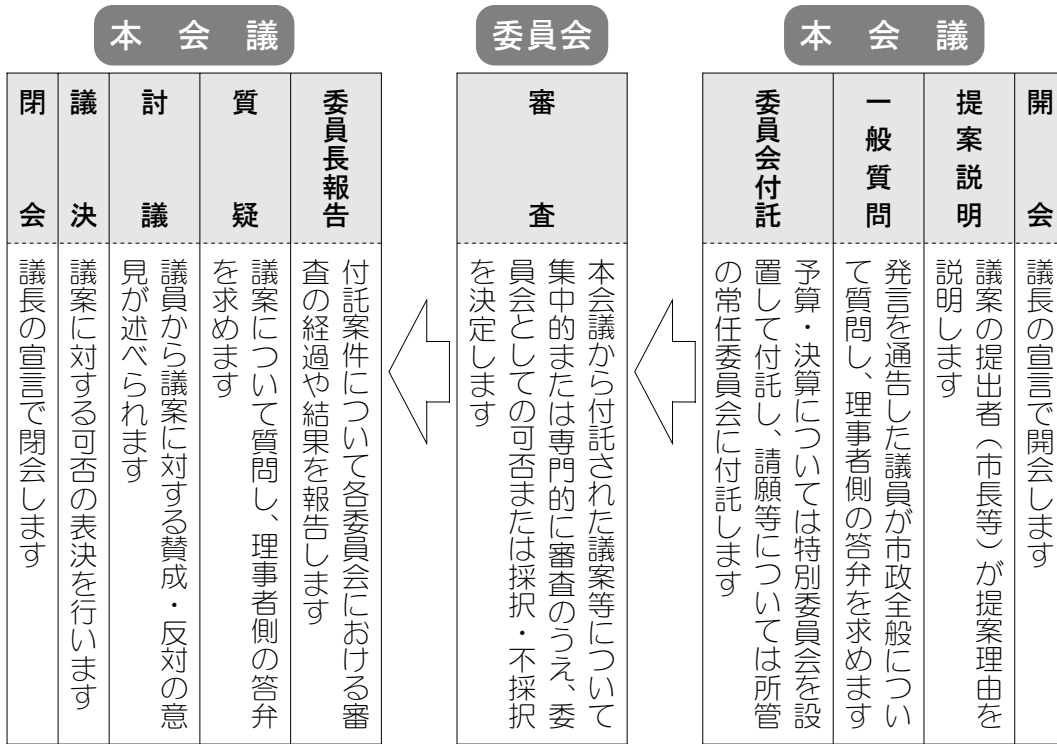 本会議
開会
議長の宣言で開会します
提案説明
議案の提出者（市長等）が提案理由を
説明します
一般質問
発言を通告した議員が市政全般につい
て質問し、理事者側の答弁を求めます
委員会付託
予算・決算については特別委員会を設
置して付託し、請願等については所管
の常任委員会に付託します
委員会
審査
本会議から付託された議案等について
集中的または専門的に審査のうえ、委
員会としての可否または採択・不採択
を決定します
本会議
委員長報告
付託案件について各委員会における審
査の経過や結果を報告します
質疑
議案について質問し、理事者側の答弁
を求めます
討議
議員から議案に対する賛成・反対の意
見が述べられます
議決
議案に対する可否の表決を行います
閉会
議長の宣言で閉会します